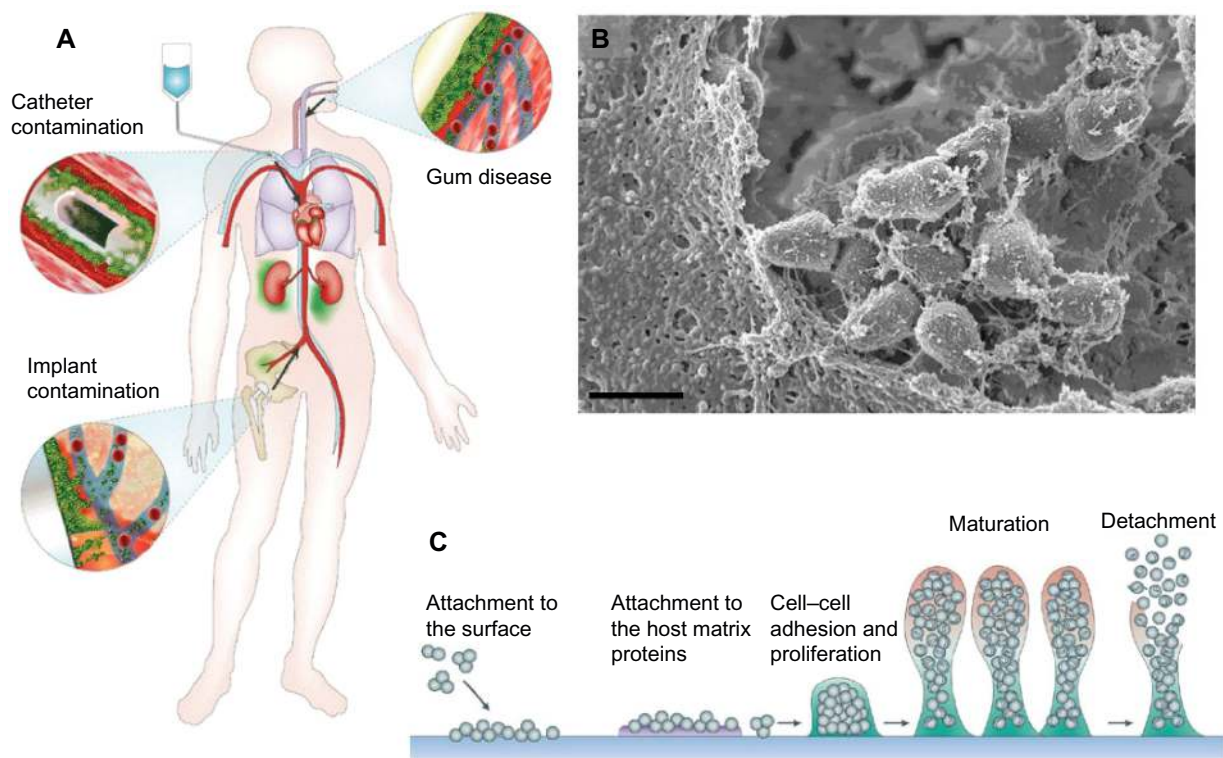 A
Catheter
contamination
Gum disease
Implant
contamination
B
C
Attachment to
the surface
Attachment to
the host matrix
proteins
Cell–cell
adhesion and
proliferation
Maturation
Detachment